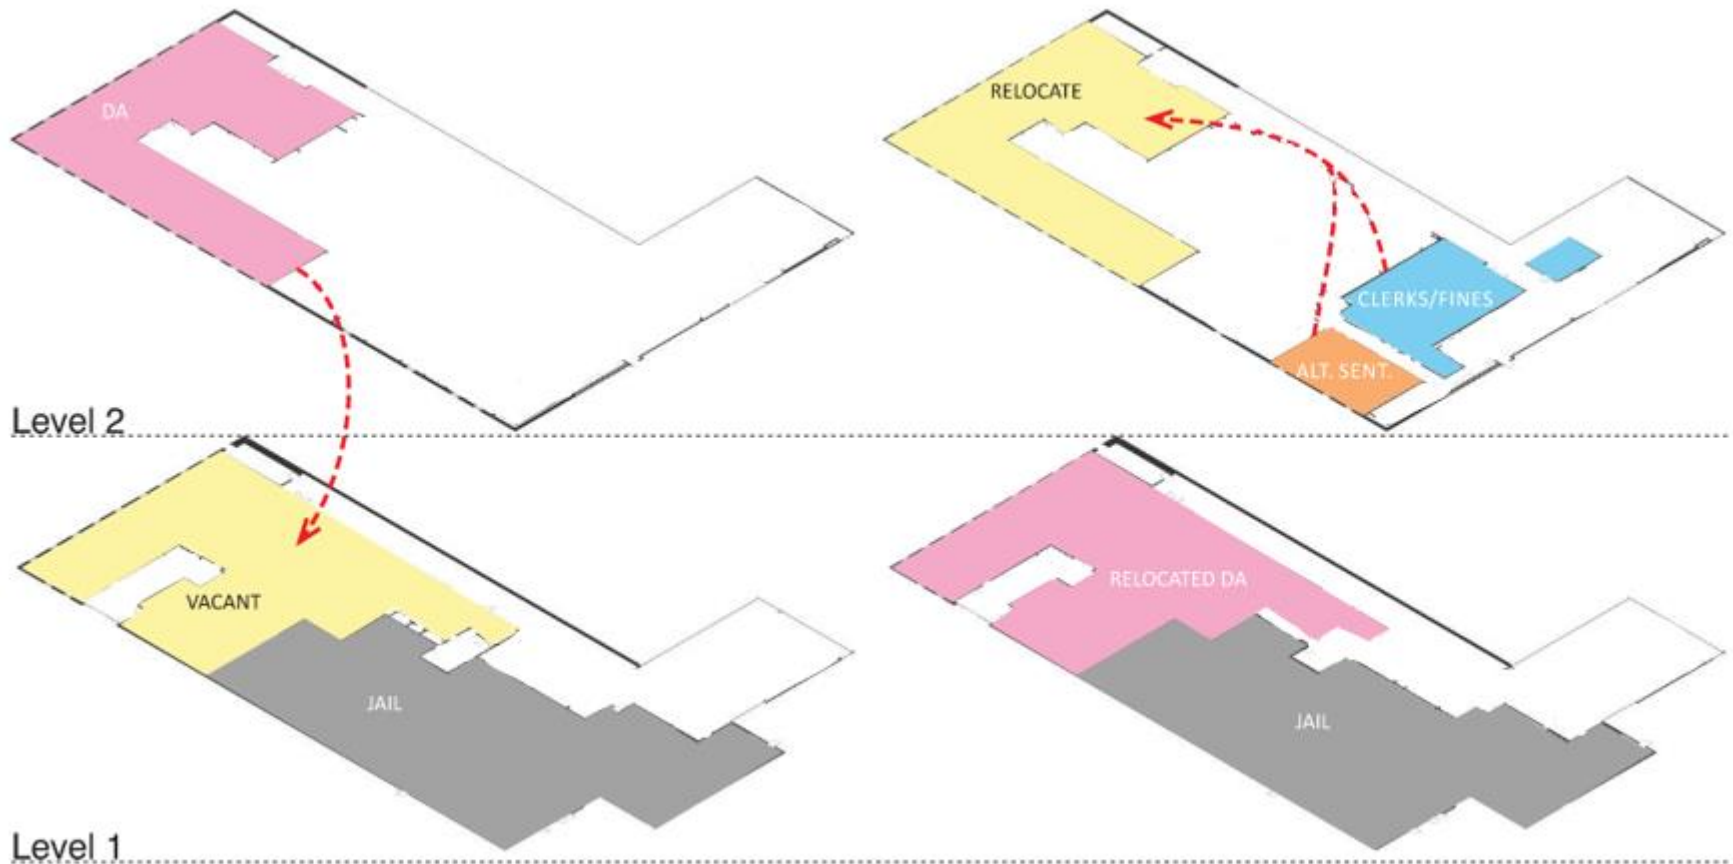 DA
RELOCATE
CLERKS/FINES
ALT. SENT.
Level 2
VACANT
RELOCATED DA
JAIL
JAIL
Level 1